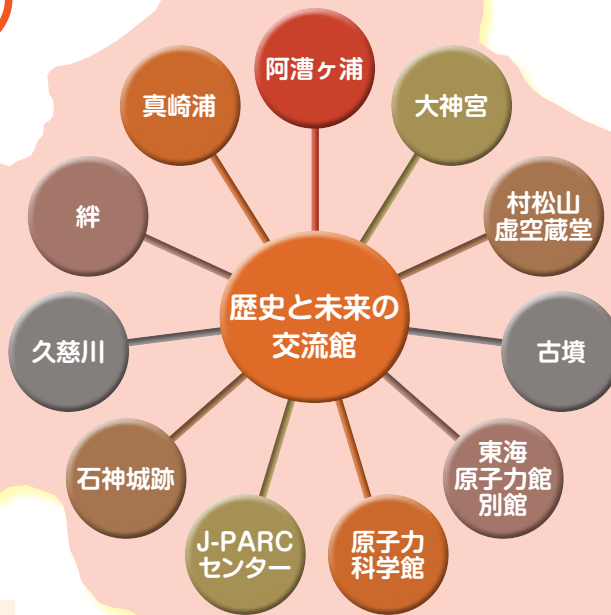 阿漕ヶ浦
大神宮
村松山
虚空蔵堂
古墳
東海
原子力館
別館
原子力
科学館
J-PARC
センター
石神城跡
久慈川
絆
真崎浦
歴史と未来の
交流館